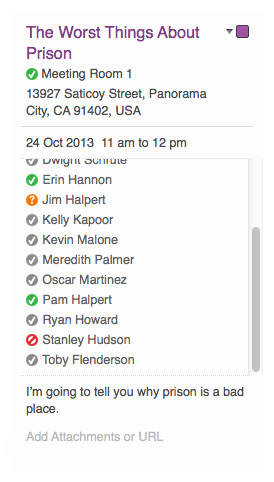 The Worst Things About
Prison
Meeting Room 1
13927 Saticoy Street, Panorama
City, CA 91402, USA
24 Oct 2013 11 am to 12 pm
Dwight Schrute
Erin Hannon
Jim Halpert
Kelly Kapoor
Kevin Malone
Meredith Palmer
Oscar Martinez
Pam Halpert
Ryan Howard
Stanley Hudson
Toby Flenderson
I'm going to tell you why prison is a bad
place.
Add Attachments or URL